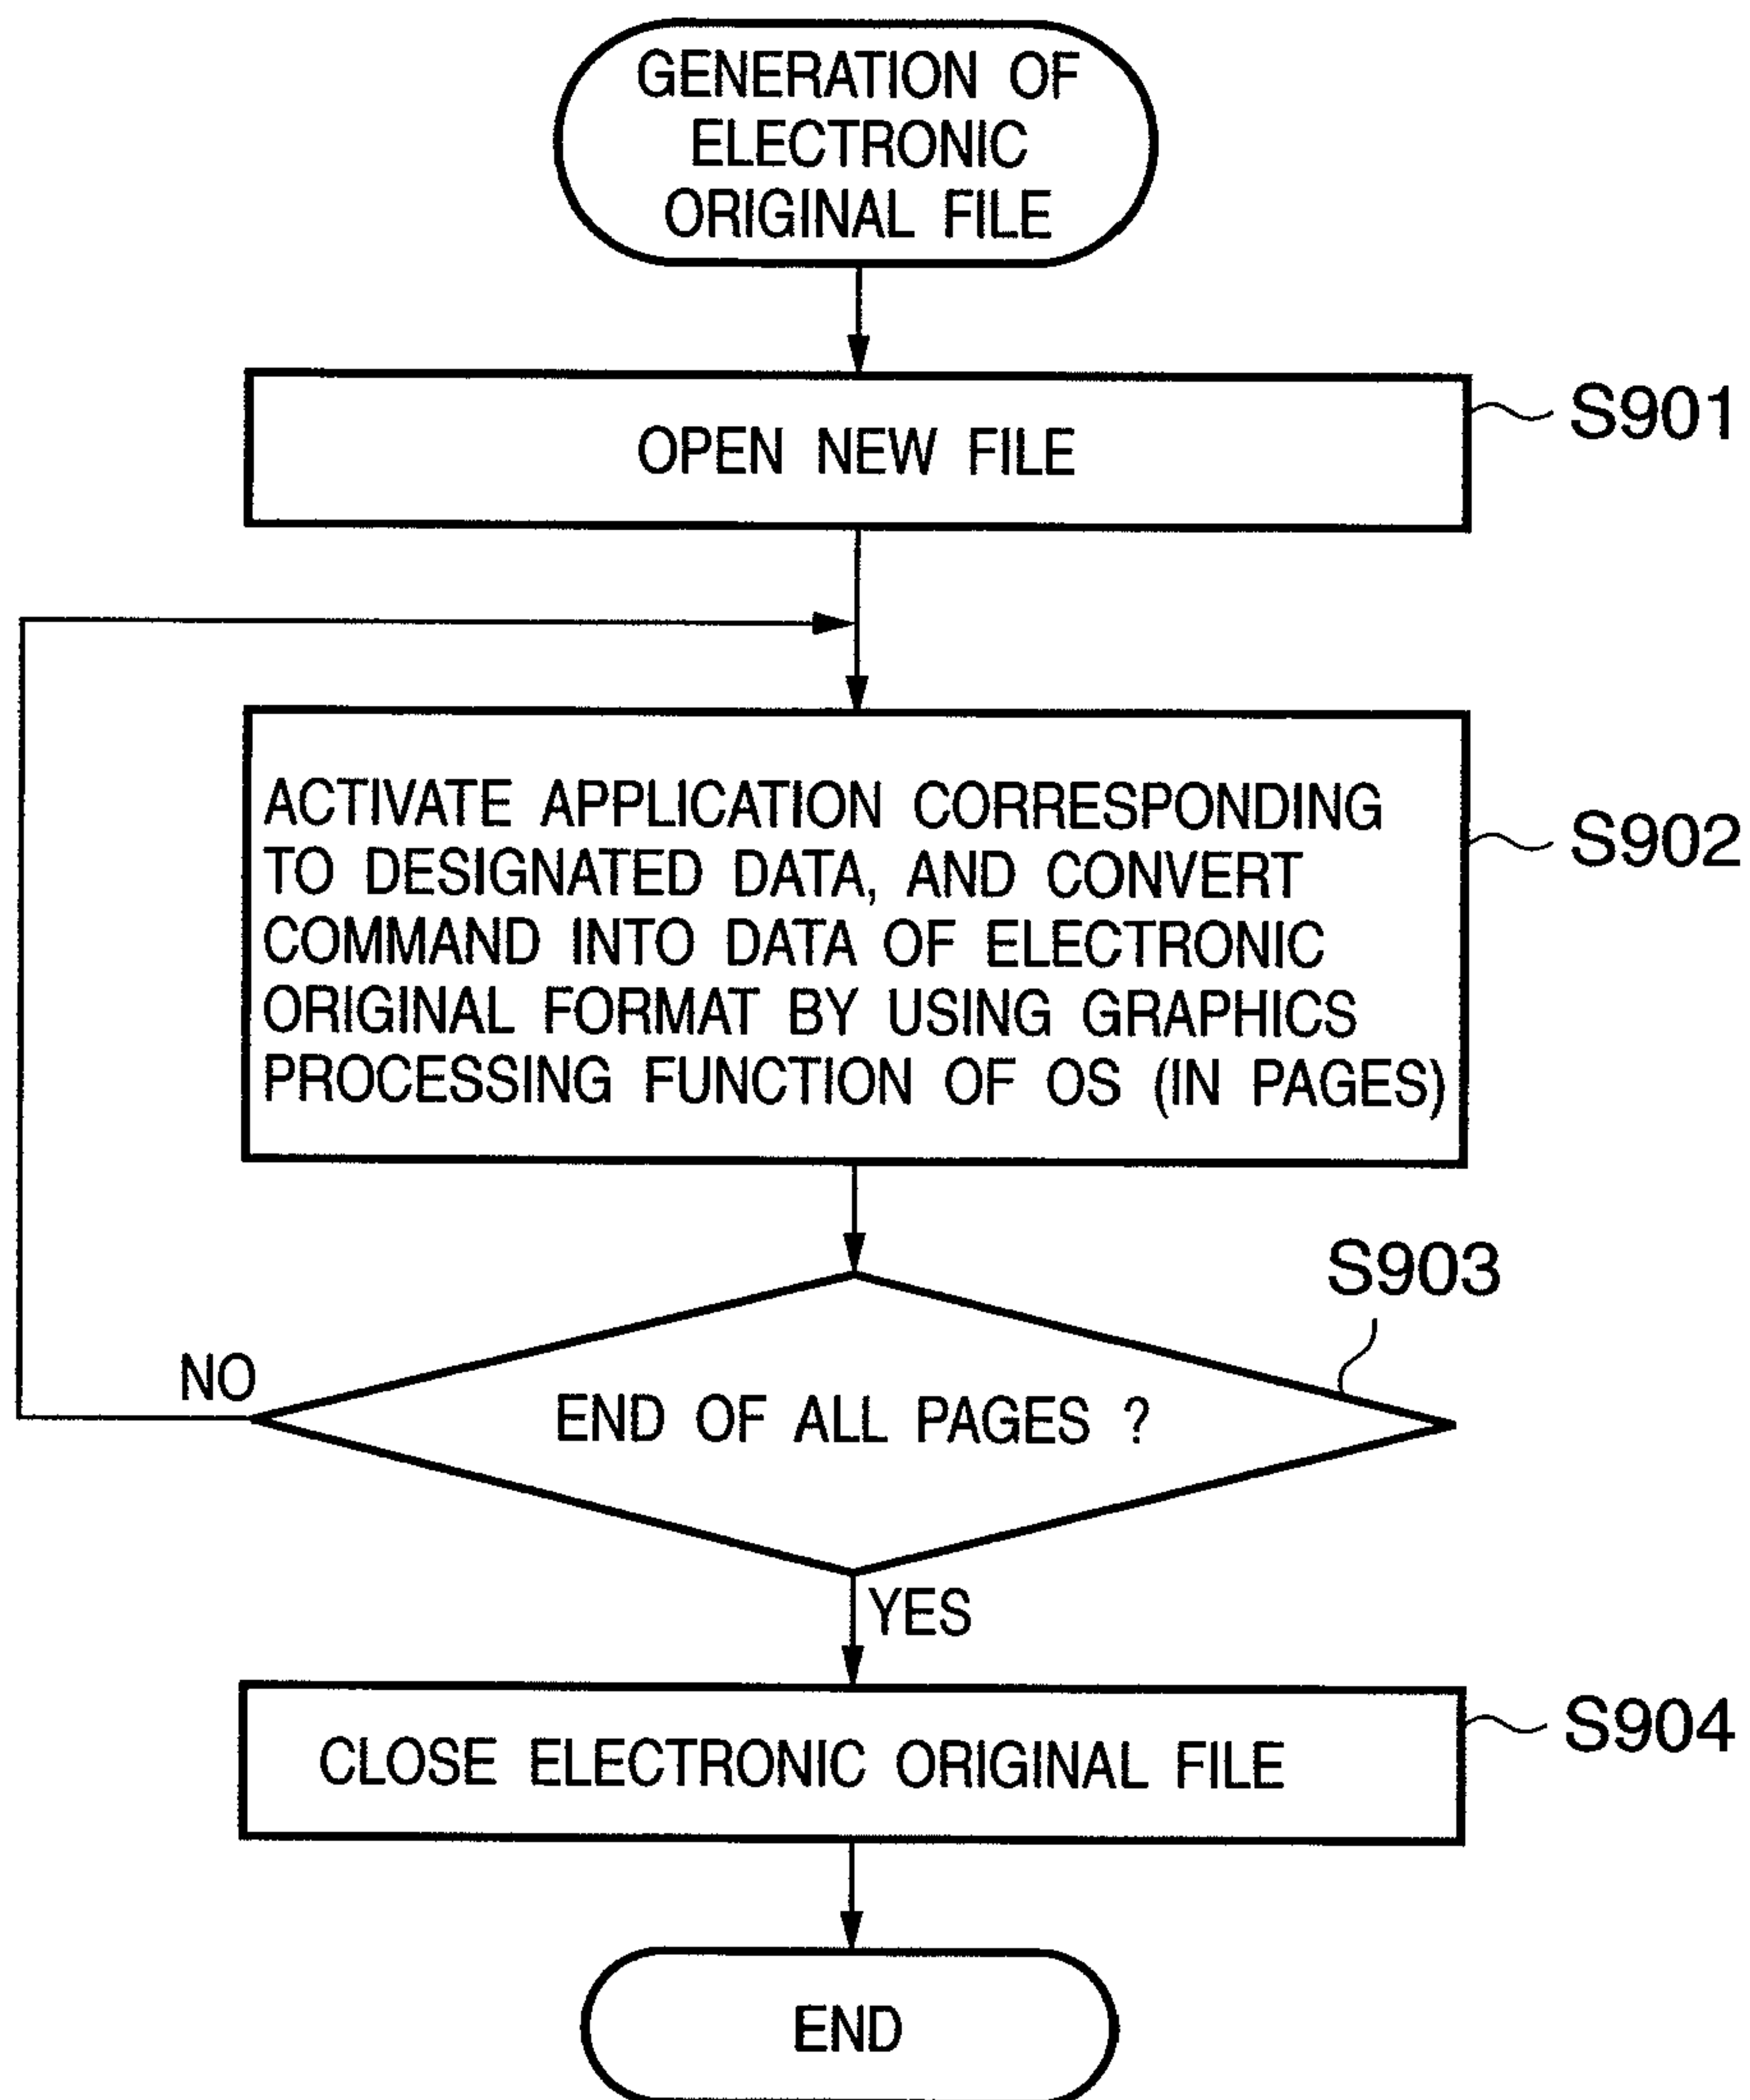 GENERATION OF
ELECTRONIC
ORIGINAL FILE
S901
OPEN NEW FILE
S902
ACTIVATE APPLICATION CORRESPONDING
TO DESIGNATED DATA, AND CONVERT
COMMAND INTO DATA OF ELECTRONIC
ORIGINAL FORMAT BY USING GRAPHICS
PROCESSING FUNCTION OF OS (IN PAGES)
S903
NO
END OF ALL PAGES ?
YES
S904
CLOSE ELECTRONIC ORIGINAL FILE
END